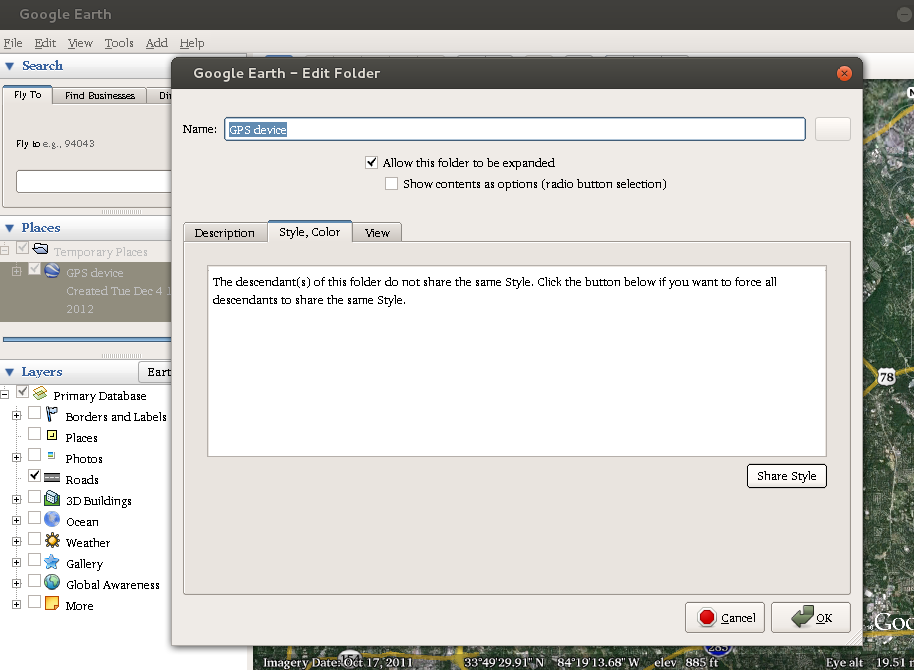 Google Earth
File Edit View Tools Add Help
Search
Fly To Find Businesses
Fly to e.g., 94043
Places
Temporary Places
GPS device
Created Tue Dec 4 1
2012
Layers
Primary Database
Borders and Labels
Places
Photos
Roads
3D Buildings
Ocean
Weather
Gallery
Global Awareness
More
Google Earth - Edit Folder
Name: GPS device
Allow this folder to be expanded
Show contents as options (radio button selection)
Description Style, Color View
The descendant(s) of this folder do not share the same Style. Click the button below if you want to force all
descendants to share the same Style.
Share Style
Cancel OK
N
78
285
Imagery Date: Oct 17, 2011 33°49'29.91" N 84°19'13.68" W elev 885 ft Eye alt 19.51